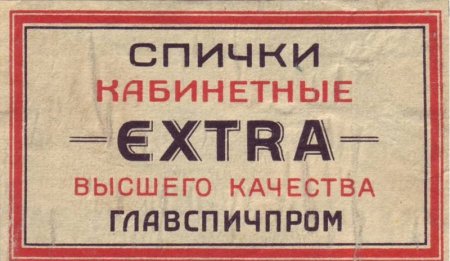 СПИЧКИ
КАБИНЕТНЫЕ
EXTRA
ВЫСШЕГО КАЧЕСТВА
ГЛАВСПИЧПРОМ